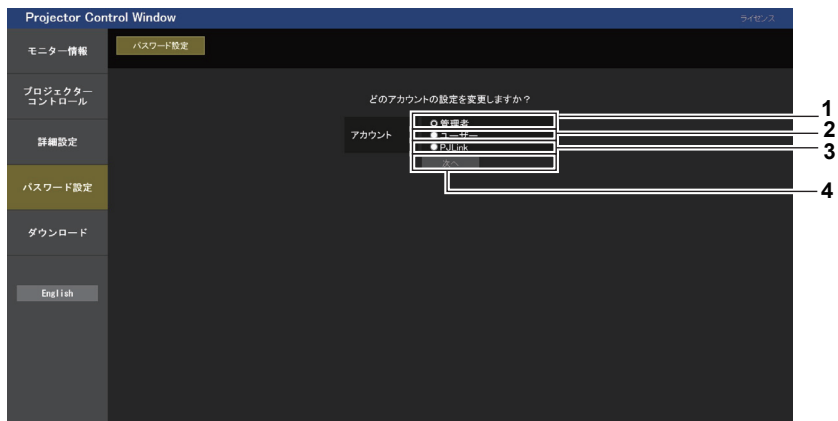 Projector Control Window
ライセンス
モニター情報
パスワード設定
プロジェクター
コントロール
どのアカウントの設定を変更しますか？
1
管理者
アカウント
ユーザー
2
詳細設定
PJLink
3
次へ
4
パスワード設定
ダウンロード
English